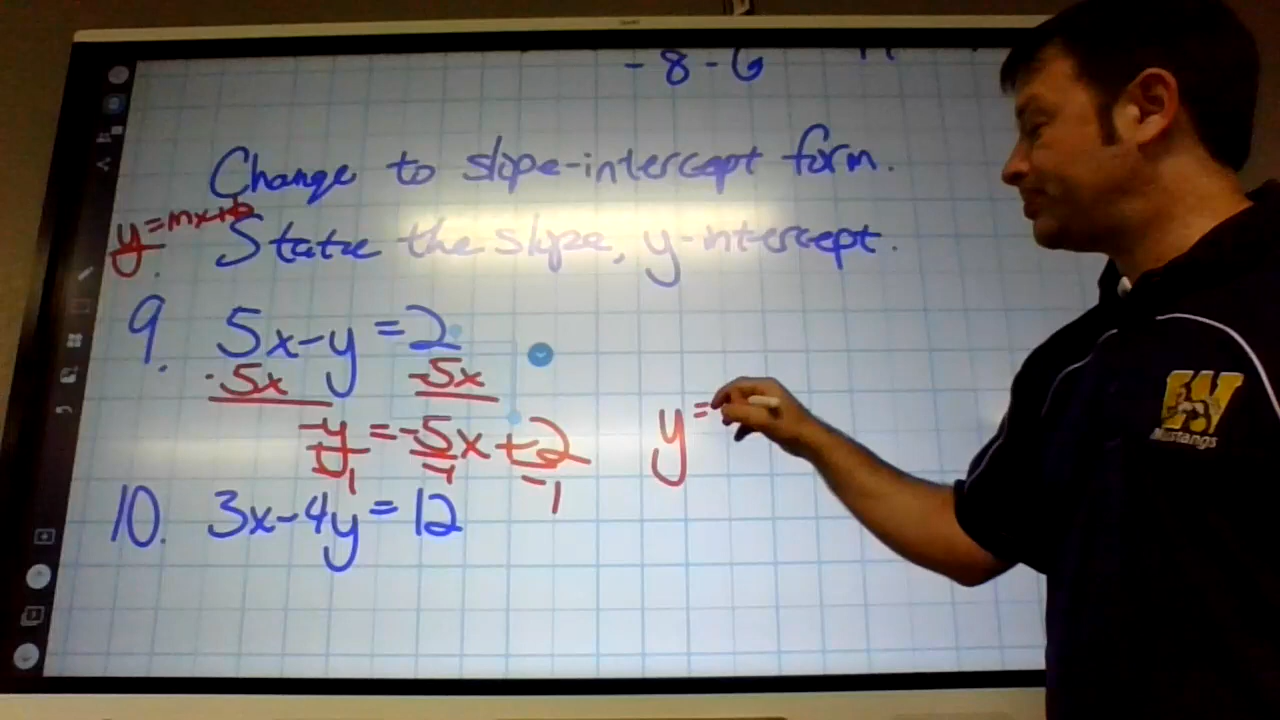 -8-6
Change to slope-intercept form.
y=mx+b
State the slope, y-intercept.
9. 5x-y=2
-5x -5x
-y = -5x +2
-1 -1 -1
y =
10. 3x-4y=12
W
Mustangs